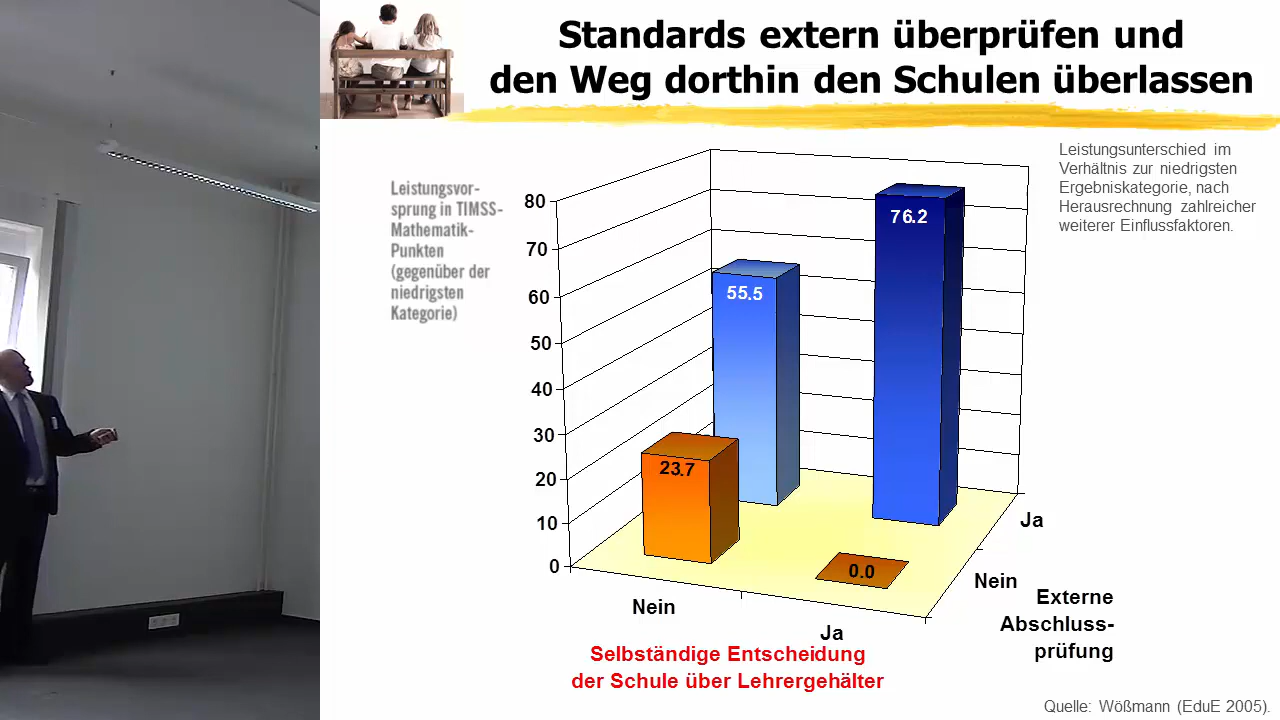 Standards extern überprüfen und
den Weg dorthin den Schulen überlassen
Leistungsunterschied im
Verhältnis zur niedrigsten
Ergebniskategorie, nach
Herausrechnung zahlreicher
weiterer Einflussfaktoren.
Leistungsvor-
sprung in TIMSS-
Mathematik-
Punkten
(gegenüber der
niedrigsten
Kategorie)
80
70
60
50
40
30
20
10
0
76.2
55.5
23.7
0.0
Nein
Ja
Ja
Nein
Externe
Abschluss-
prüfung
Selbständige Entscheidung
der Schule über Lehrergehälter
Quelle: Wößmann (EduE 2005).